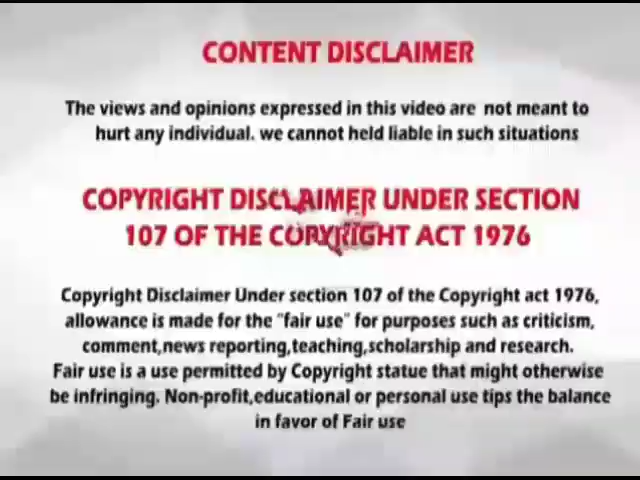 CONTENT DISCLAIMER
The views and opinions expressed in this video are not meant to
hurt any individual. we cannot held liable in such situations
COPYRIGHT DISCLAIMER UNDER SECTION
107 OF THE COPYRIGHT ACT 1976
Copyright Disclaimer Under section 107 of the Copyright act 1976,
allowance is made for the "fair use" for purposes such as criticism,
comment,news reporting,teaching,scholarship and research.
Fair use is a use permitted by Copyright statue that might otherwise
be infringing. Non-profit,educational or personal use tips the balance
in favor of Fair use